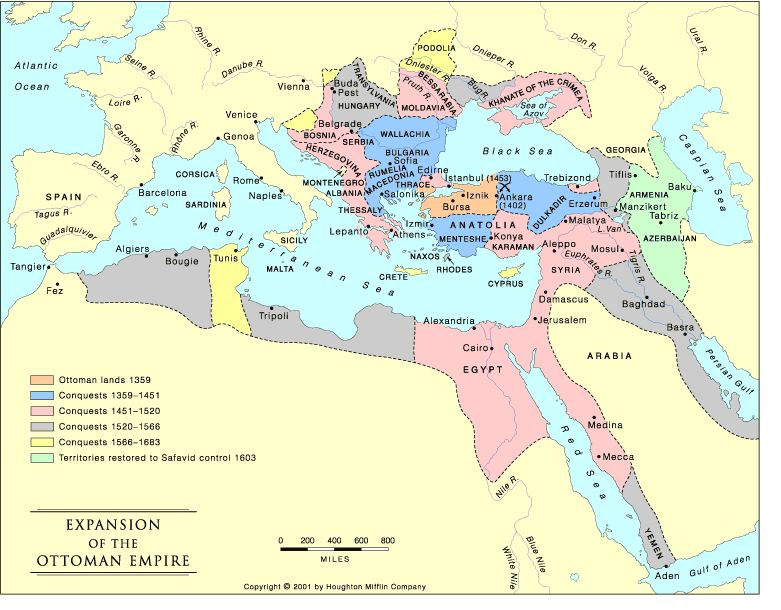 Atlantic
Ocean
Rhine R.
Seine R.
Loire R.
Garonne R.
Rhône R.
Danube R.
Vienna
Venice
Genoa
PODOLIA
Dniester R.
Dnieper R.
Don R.
Volga R.
Ural R.
Pruth R.
BESSARABIA
Bug R.
TRANSYLVANIA
Buda
Pest
HUNGARY
MOLDAVIA
KHANATE OF THE CRIMEA
Sea of
Azov
Belgrade
BOSNIA
SERBIA
WALLACHIA
HERZEGOVINA
BULGARIA
Sofia
Black Sea
GEORGIA
Caspian Sea
MONTENEGRO
RUMELIA
MACEDONIA
Edirne
Istanbul (1453)
Trebizond
Tiflis
ALBANIA
THRACE
Salonika
Iznik
Bursa
Ankara
(1402)
Erzerum
ARMENIA
Baku
Manzikert
THESSALY
DULKADIR
Malatya
L. Van
Tabriz
Lepanto
Athens
Izmir
ANATOLIA
MENTESHE
Konya
KARAMAN
Aleppo
Mosul
AZERBAIJAN
NAXOS
RHODES
CRETE
CYPRUS
SYRIA
Euphrates R.
Tigris R.
Ebro R.
SPAIN
Barcelona
Tagus R.
Guadalquivier
CORSICA
SARDINIA
Rome
Naples
SICILY
Mediterranean Sea
Algiers
Bougie
Tunis
MALTA
Tangier
Fez
Tripoli
Damascus
Baghdad
Alexandria
Jerusalem
Basra
Cairo
EGYPT
ARABIA
Persian Gulf
Medina
Mecca
Red Sea
Nile R.
White Nile
Blue Nile
YEMEN
Aden
Gulf of Aden
Ottoman lands 1359
Conquests 1359–1451
Conquests 1451–1520
Conquests 1520–1566
Conquests 1566–1683
Territories restored to Safavid control 1603
EXPANSION
OF THE
OTTOMAN EMPIRE
0 200 400 600 800
MILES
Copyright © 2001 by Houghton Mifflin Company